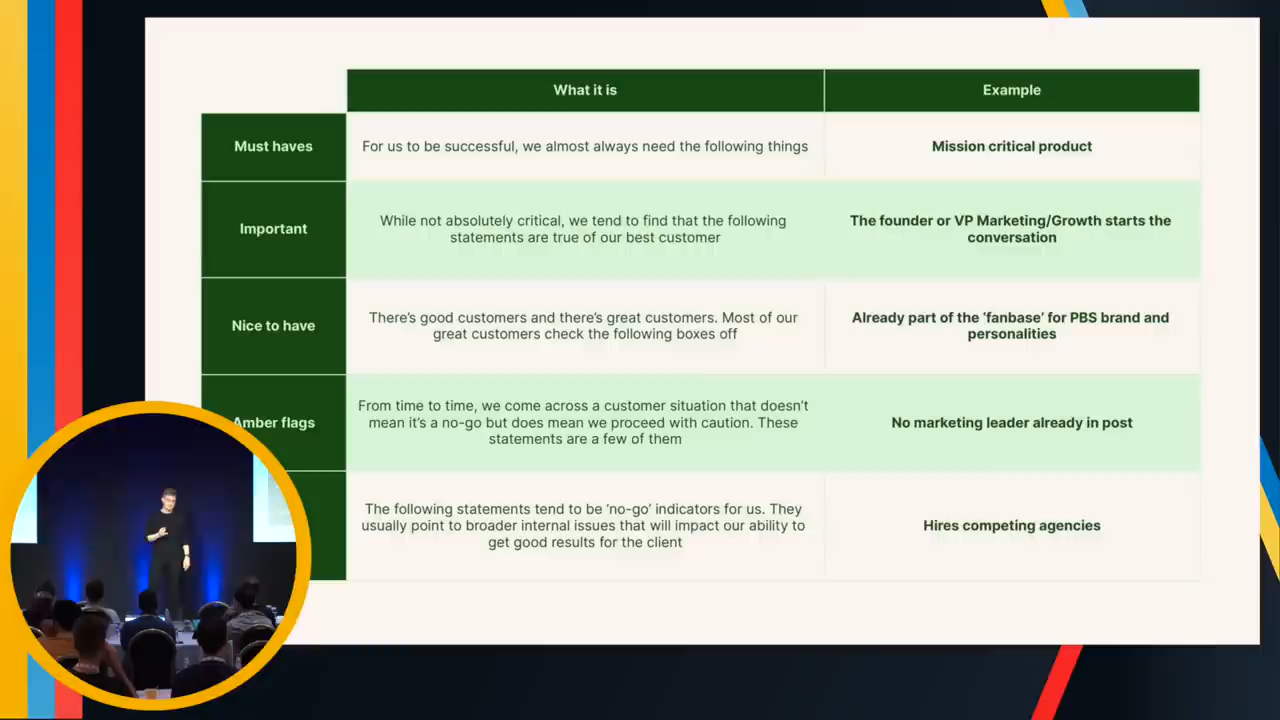 What it is
Example
Must haves
For us to be successful, we almost always need the following things
Mission critical product
Important
While not absolutely critical, we tend to find that the following
statements are true of our best customer
The founder or VP Marketing/Growth starts the
conversation
Nice to have
There's good customers and there's great customers. Most of our
great customers check the following boxes off
Already part of the 'fanbase' for PBS brand and
personalities
Amber flags
From time to time, we come across a customer situation that doesn't
mean it's a no-go but does mean we proceed with caution. These
statements are a few of them
No marketing leader already in post
The following statements tend to be 'no-go' indicators for us. They
usually point to broader internal issues that will impact our ability to
get good results for the client
Hires competing agencies